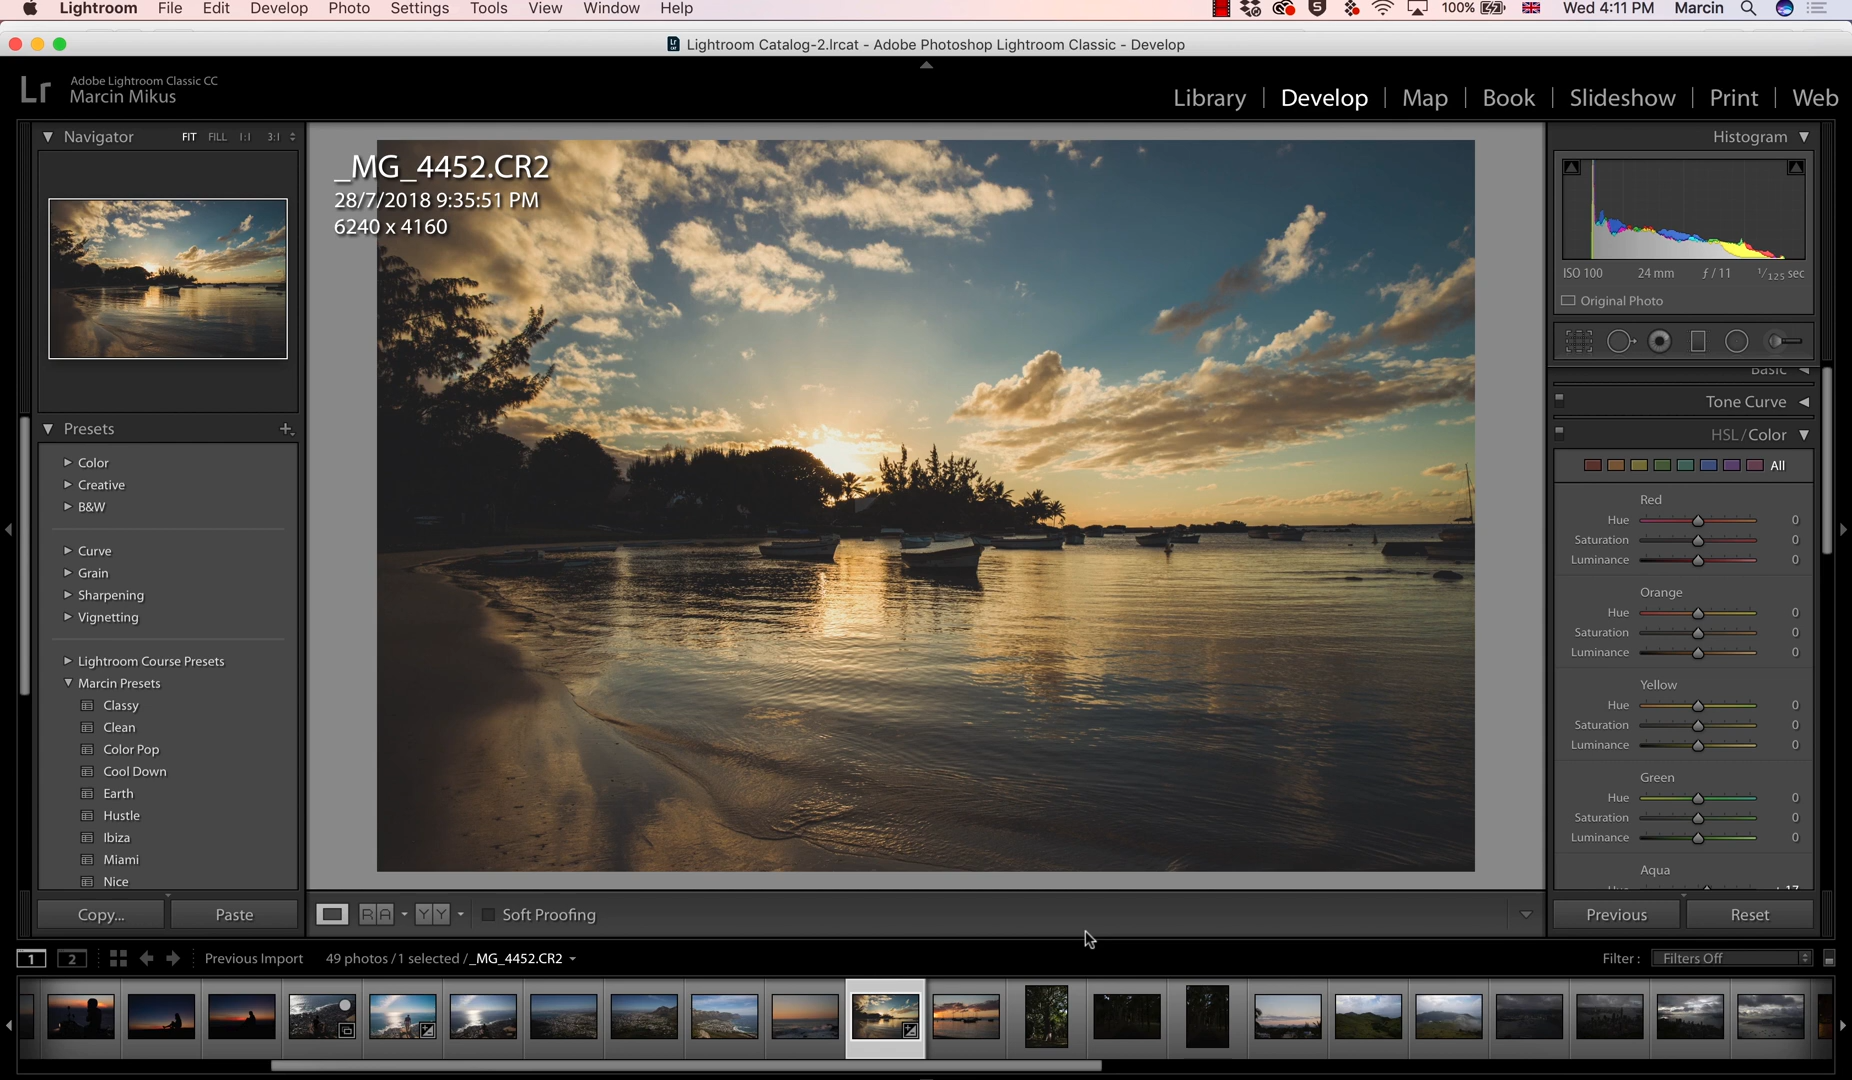 Lightroom File Edit Develop Photo Settings Tools View Window Help 100% Wed 4:11 PM Marcin
Lightroom Catalog-2.lrcat - Adobe Photoshop Lightroom Classic - Develop
Lr Adobe Lightroom Classic CC
Marcin Mikus
Library | Develop | Map | Book | Slideshow | Print | Web
Navigator FIT FILL 1:1 3:1
Presets
Color
Creative
B&W
Curve
Grain
Sharpening
Vignetting
Lightroom Course Presets
Marcin Presets
Classy
Clean
Color Pop
Cool Down
Earth
Hustle
Ibiza
Miami
Nice
Copy... Paste
_MG_4452.CR2
28/7/2018 9:35:51 PM
6240 x 4160
RA YY Soft Proofing
Histogram
ISO 100 24 mm ƒ / 11 1/125 sec
Original Photo
Basic
Tone Curve
HSL / Color
All
Red
Hue 0
Saturation 0
Luminance 0
Orange
Hue 0
Saturation 0
Luminance 0
Yellow
Hue 0
Saturation 0
Luminance 0
Green
Hue 0
Saturation 0
Luminance 0
Aqua
Hue + 17
Previous Reset
1 2 Previous Import 49 photos / 1 selected / _MG_4452.CR2 Filter : Filters Off